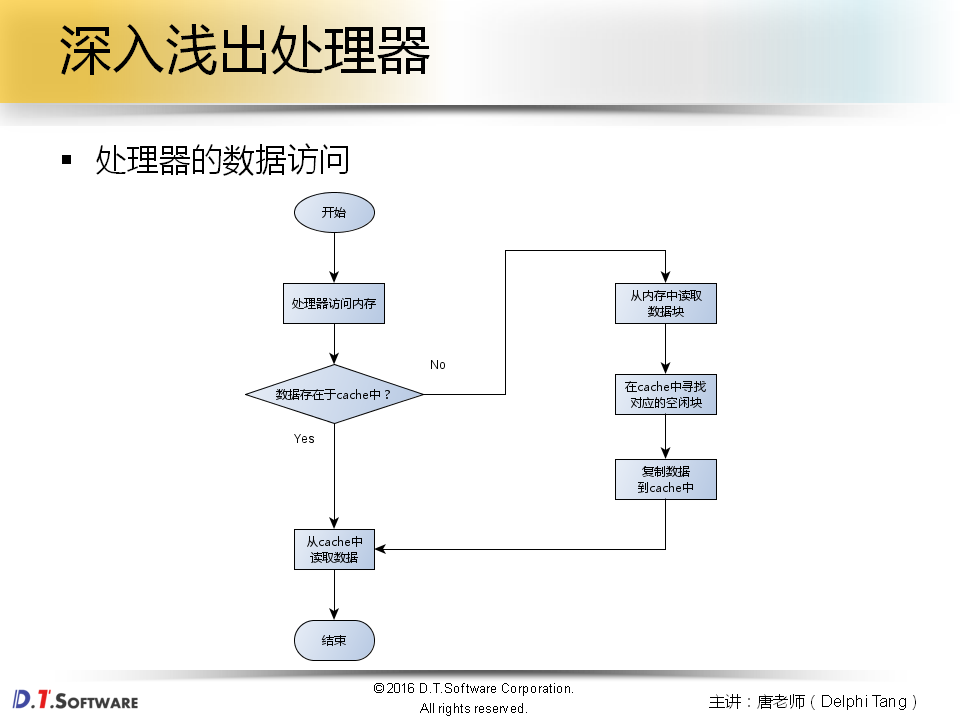 深入浅出处理器
▪ 处理器的数据访问
开始
处理器访问内存
数据存在于cache中？
No
Yes
从内存中读取
数据块
在cache中寻找
对应的空闲块
复制数据
到cache中
从cache中
读取数据
结束
D.T.SOFTWARE
©2016 D.T.Software Corporation.
All rights reserved.
主讲：唐老师（Delphi Tang）